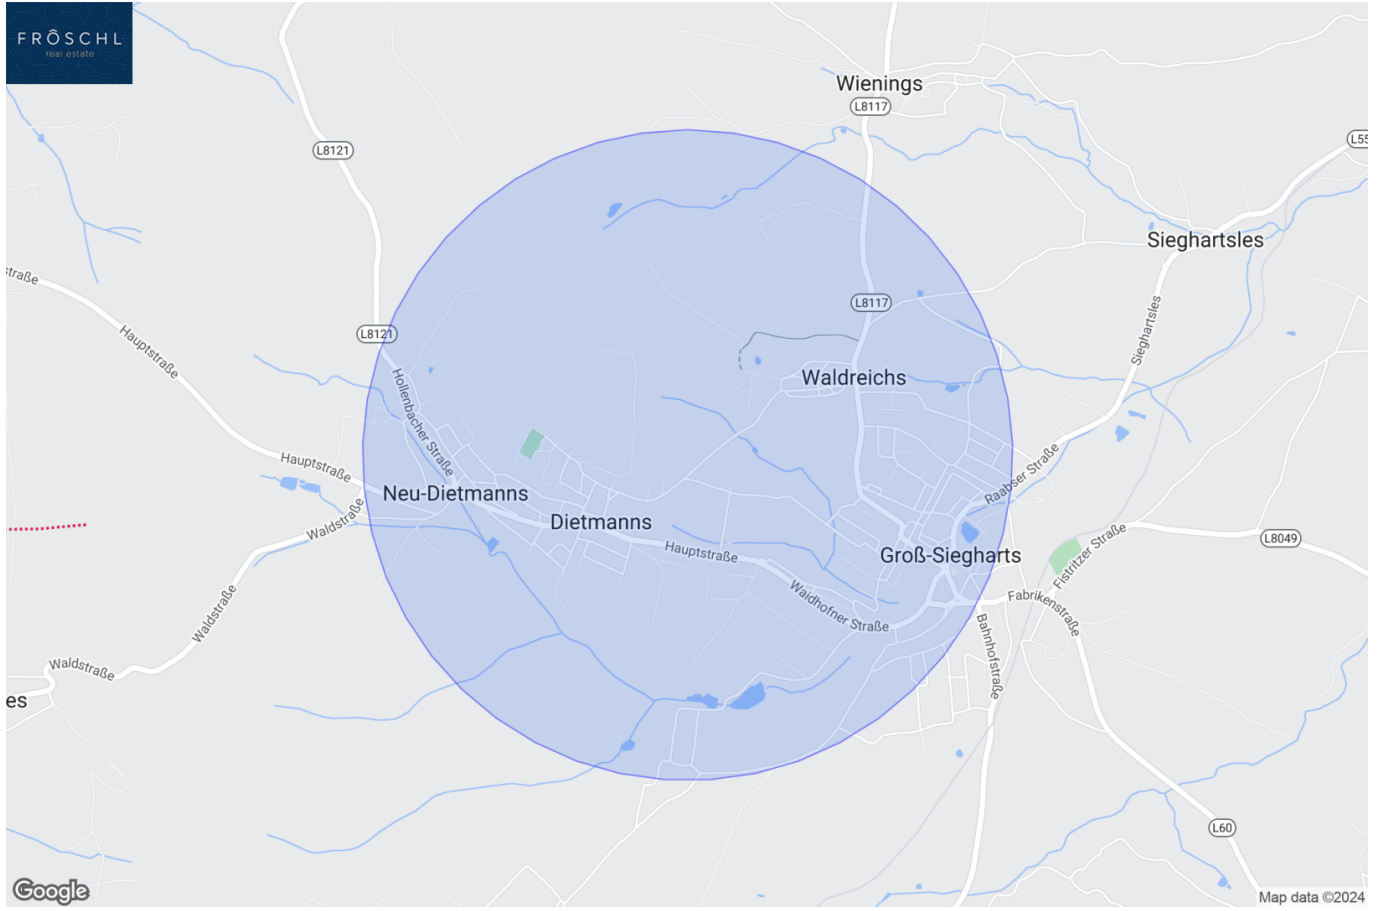 FRÔSCHL
real estate
Wienings
L8117
L8121
L55
Sieghartsles
straße
L8117
Sieghartsles
Hauptstraße
L8121
Waldreichs
Hollenbacher Straße
Hauptstraße
Raabser Straße
Neu-Dietmanns
Waldstraße
Dietmanns
Hauptstraße
Groß-Siegharts
Fistritzer Straße
L8049
Waldstraße
Waidhofner Straße
Fabrikenstraße
Bahnhofstraße
Waldstraße
es
L60
Google
Map data ©2024